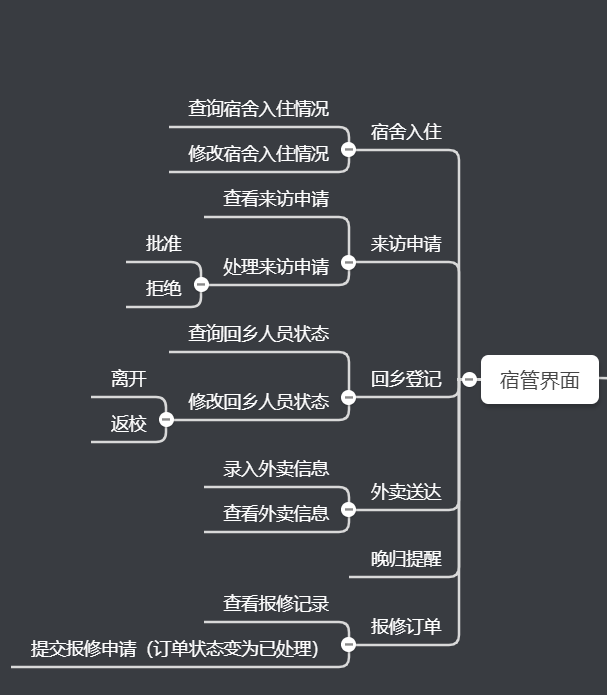 查询宿舍入住情况
宿舍入住
修改宿舍入住情况
查看来访申请
批准
来访申请
处理来访申请
拒绝
查询回乡人员状态
离开
回乡登记
宿管界面
修改回乡人员状态
返校
录入外卖信息
外卖送达
查看外卖信息
晚归提醒
查看报修记录
报修订单
提交报修申请（订单状态变为已处理）